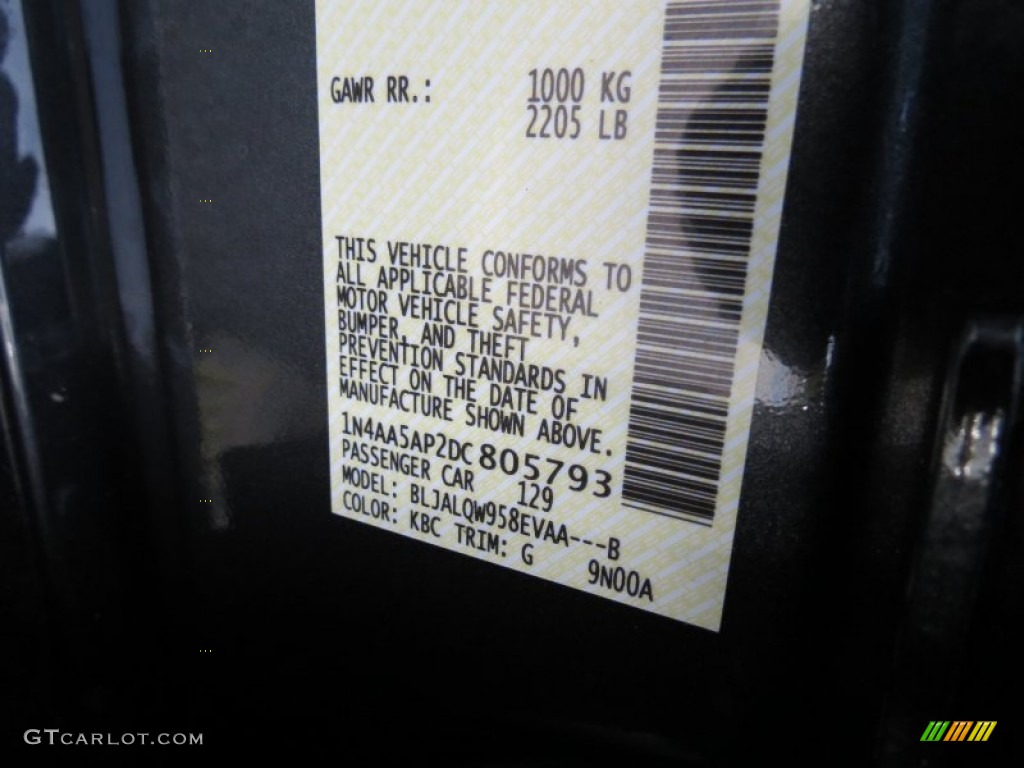 GAWR RR.: 1000 KG
2205 LB
THIS VEHICLE CONFORMS TO
ALL APPLICABLE FEDERAL
MOTOR VEHICLE SAFETY,
BUMPER, AND THEFT
PREVENTION STANDARDS IN
EFFECT ON THE DATE OF
MANUFACTURE SHOWN ABOVE.
1N4AA5AP2DC805793
PASSENGER CAR 129
MODEL: BLJALQW958EVAA---B
COLOR: KBC TRIM: G 9N00A
GTCARLOT.COM